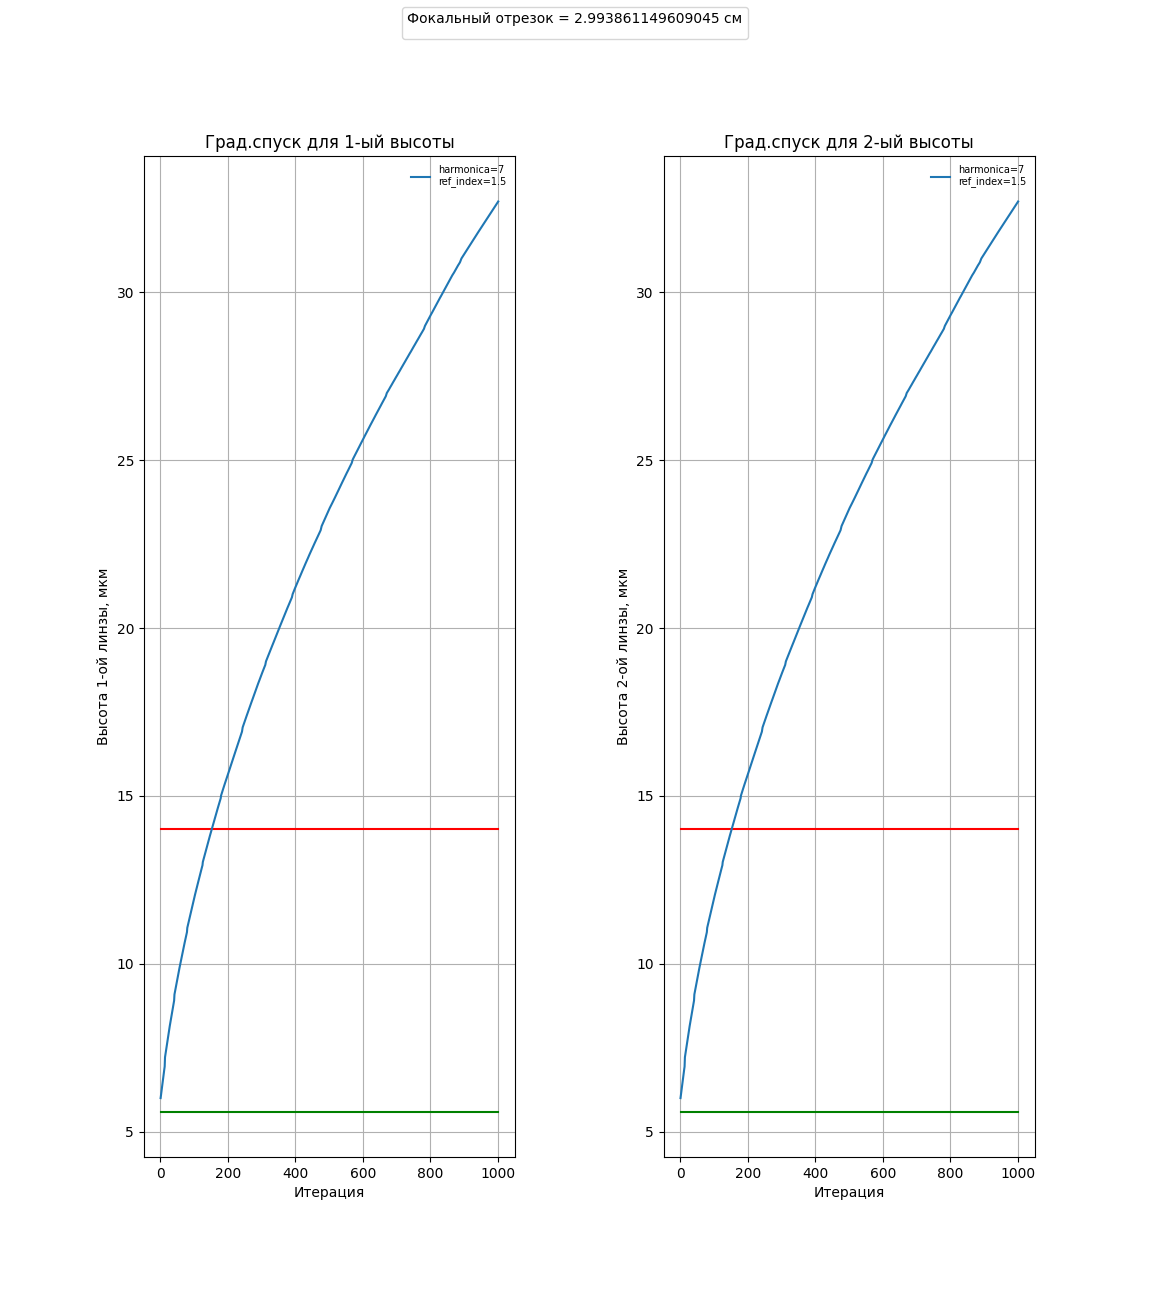 Фокальный отрезок = 2.993861149609045 см
Град.спуск для 1-ый высоты
harmonica=7
ref_index=1.5
30
25
20
15
10
5
Высота 1-ой линзы, мкм
0 200 400 600 800 1000
Итерация
Град.спуск для 2-ый высоты
harmonica=7
ref_index=1.5
30
25
20
15
10
5
Высота 2-ой линзы, мкм
0 200 400 600 800 1000
Итерация